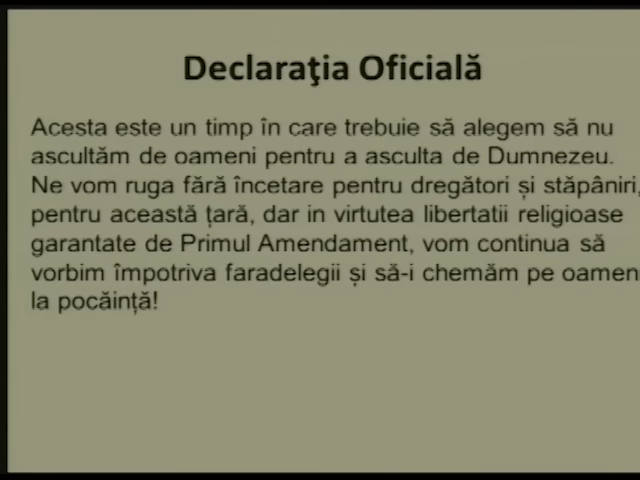 Declaraţia Oficială
Acesta este un timp în care trebuie să alegem să nu
ascultăm de oameni pentru a asculta de Dumnezeu.
Ne vom ruga fără încetare pentru dregători și stăpâniri,
pentru această țară, dar in virtutea libertatii religioase
garantate de Primul Amendament, vom continua să
vorbim împotriva faradelegii și să-i chemăm pe oameni
la pocăință!